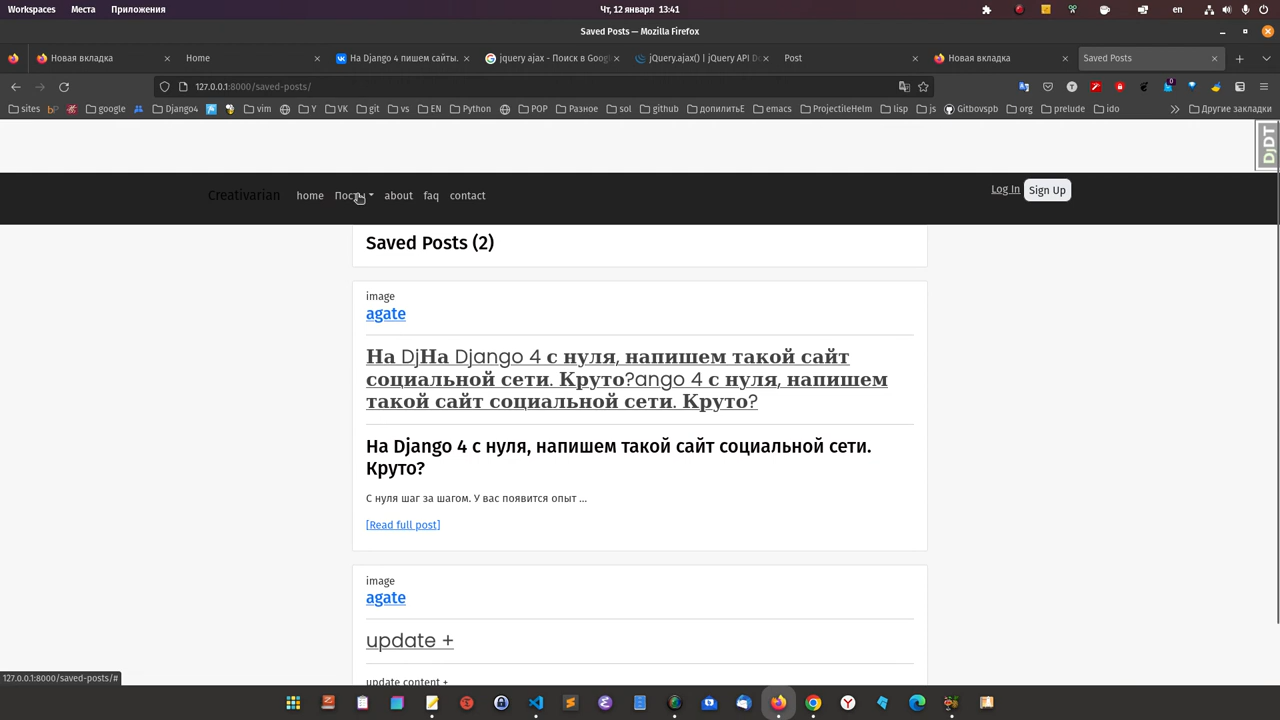 Workspaces Места Приложения Чт, 12 января 13:41 en
Saved Posts — Mozilla Firefox
Новая вкладка Home На Django 4 пишем сайты. jquery ajax - Поиск в Goog jQuery.ajax() | jQuery API D Post Новая вкладка Saved Posts
127.0.0.1:8000/saved-posts/
sites google Django4 vim Y VK git vs EN Python POP Разное sol github допилитьE emacs ProjectileHelm lisp js Gitbovspb org prelude ido Другие закладки
DjDT
Creativarian home Посты about faq contact Log In Sign Up
Saved Posts (2)
image
agate
На DjНа Django 4 с нуля, напишем такой сайт
социальной сети. Круто?ango 4 с нуля, напишем
такой сайт социальной сети. Круто?
На Django 4 с нуля, напишем такой сайт социальной сети.
Круто?
С нуля шаг за шагом. У вас появится опыт ...
[Read full post]
image
agate
update +
update content +
127.0.0.1:8000/saved-posts/#